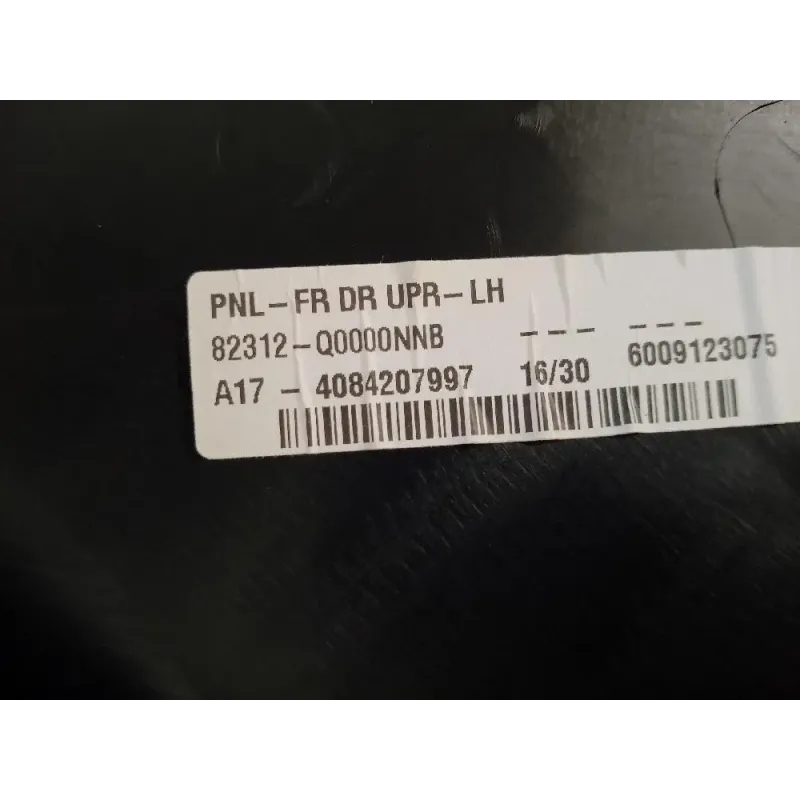 PNL-FR DR UPR-LH
82312-Q0000NNB --- ---
A17 - 4084207997 16/30 6009123075